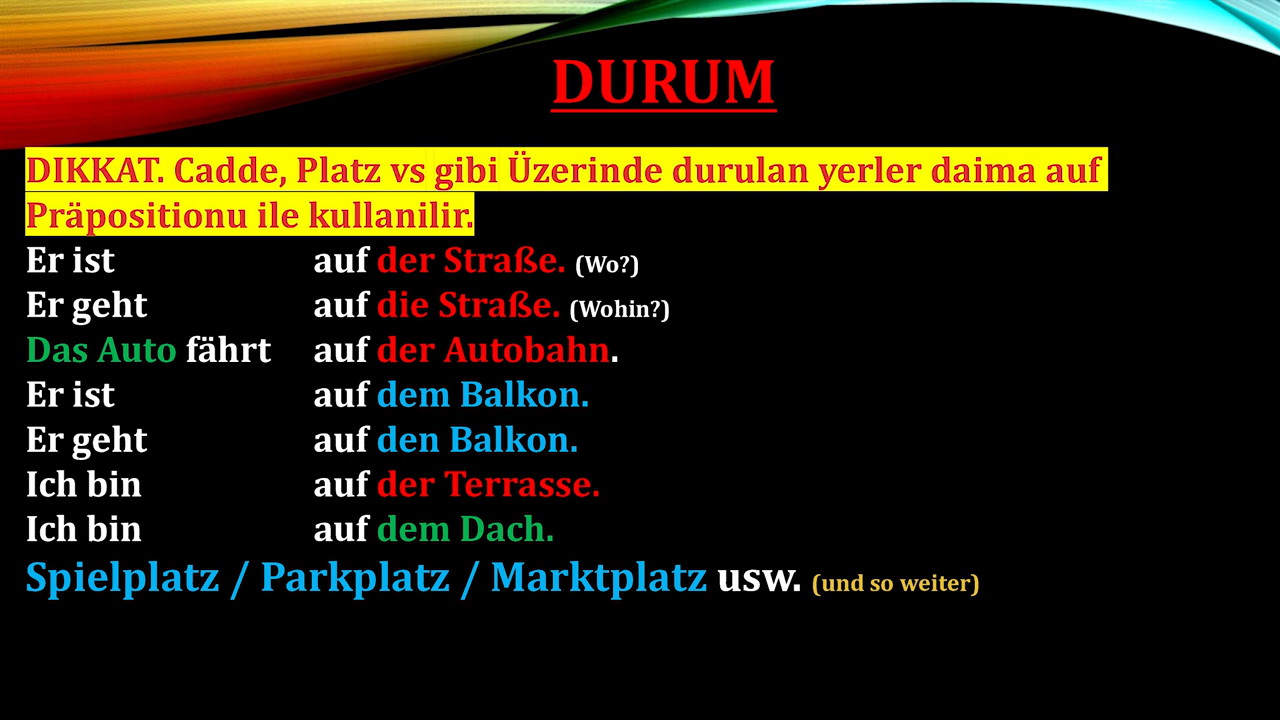 DURUM
DIKKAT. Cadde, Platz vs gibi Üzerinde durulan yerler daima auf
Präpositionu ile kullanilir.
Er ist auf der Straße. (Wo?)
Er geht auf die Straße. (Wohin?)
Das Auto fährt auf der Autobahn.
Er ist auf dem Balkon.
Er geht auf den Balkon.
Ich bin auf der Terrasse.
Ich bin auf dem Dach.
Spielplatz / Parkplatz / Marktplatz usw. (und so weiter)